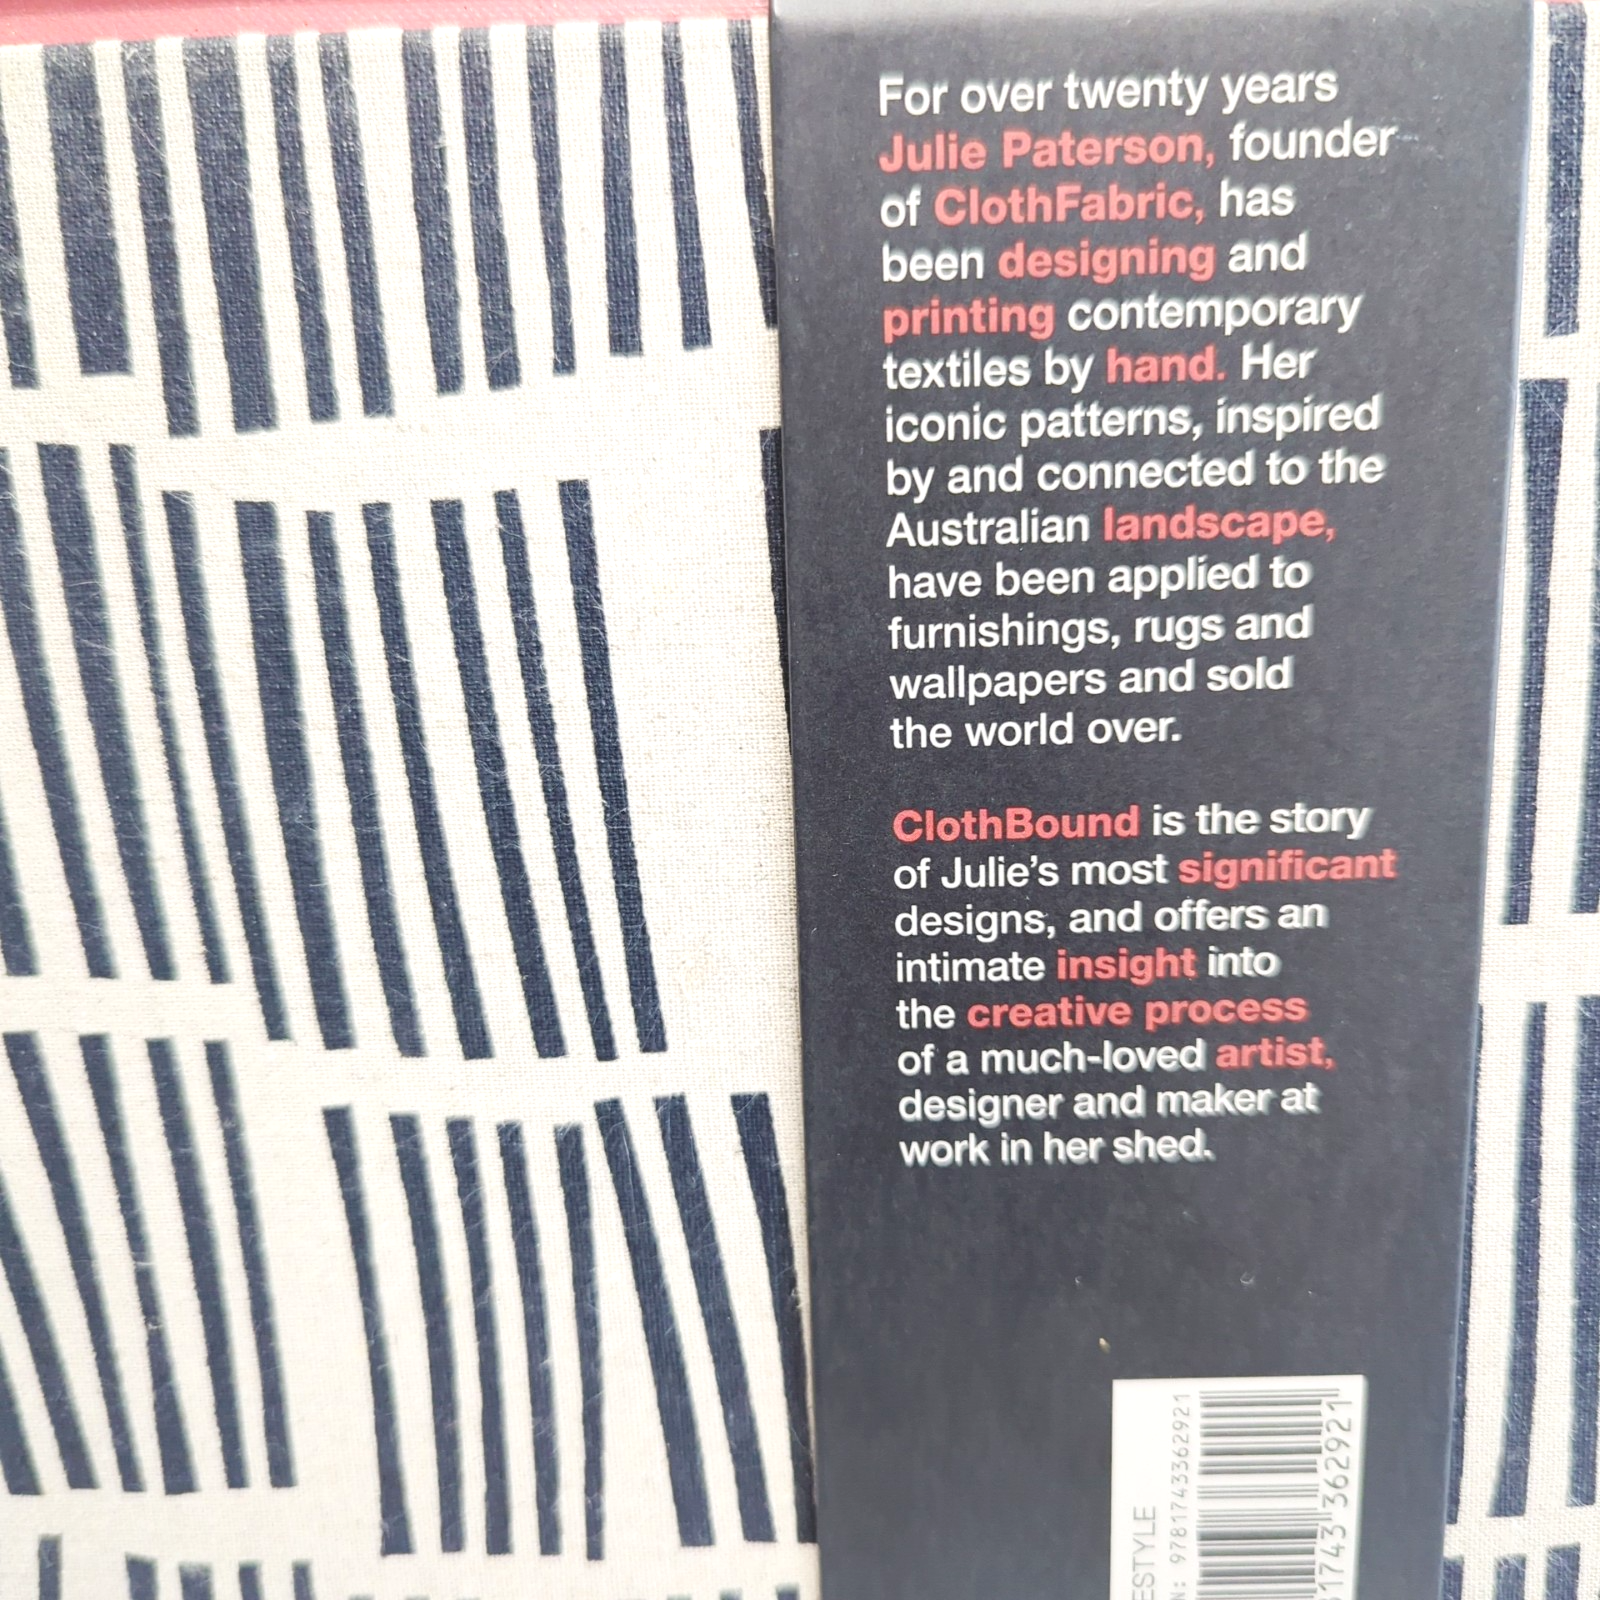 For over twenty years
Julie Paterson, founder
of ClothFabric, has
been designing and
printing contemporary
textiles by hand. Her
iconic patterns, inspired
by and connected to the
Australian landscape,
have been applied to
furnishings, rugs and
wallpapers and sold
the world over.
ClothBound is the story
of Julie's most significant
designs, and offers an
intimate insight into
the creative process
of a much-loved artist,
designer and maker at
work in her shed.
ESTYLE
N: 9781743362921
81743 362921